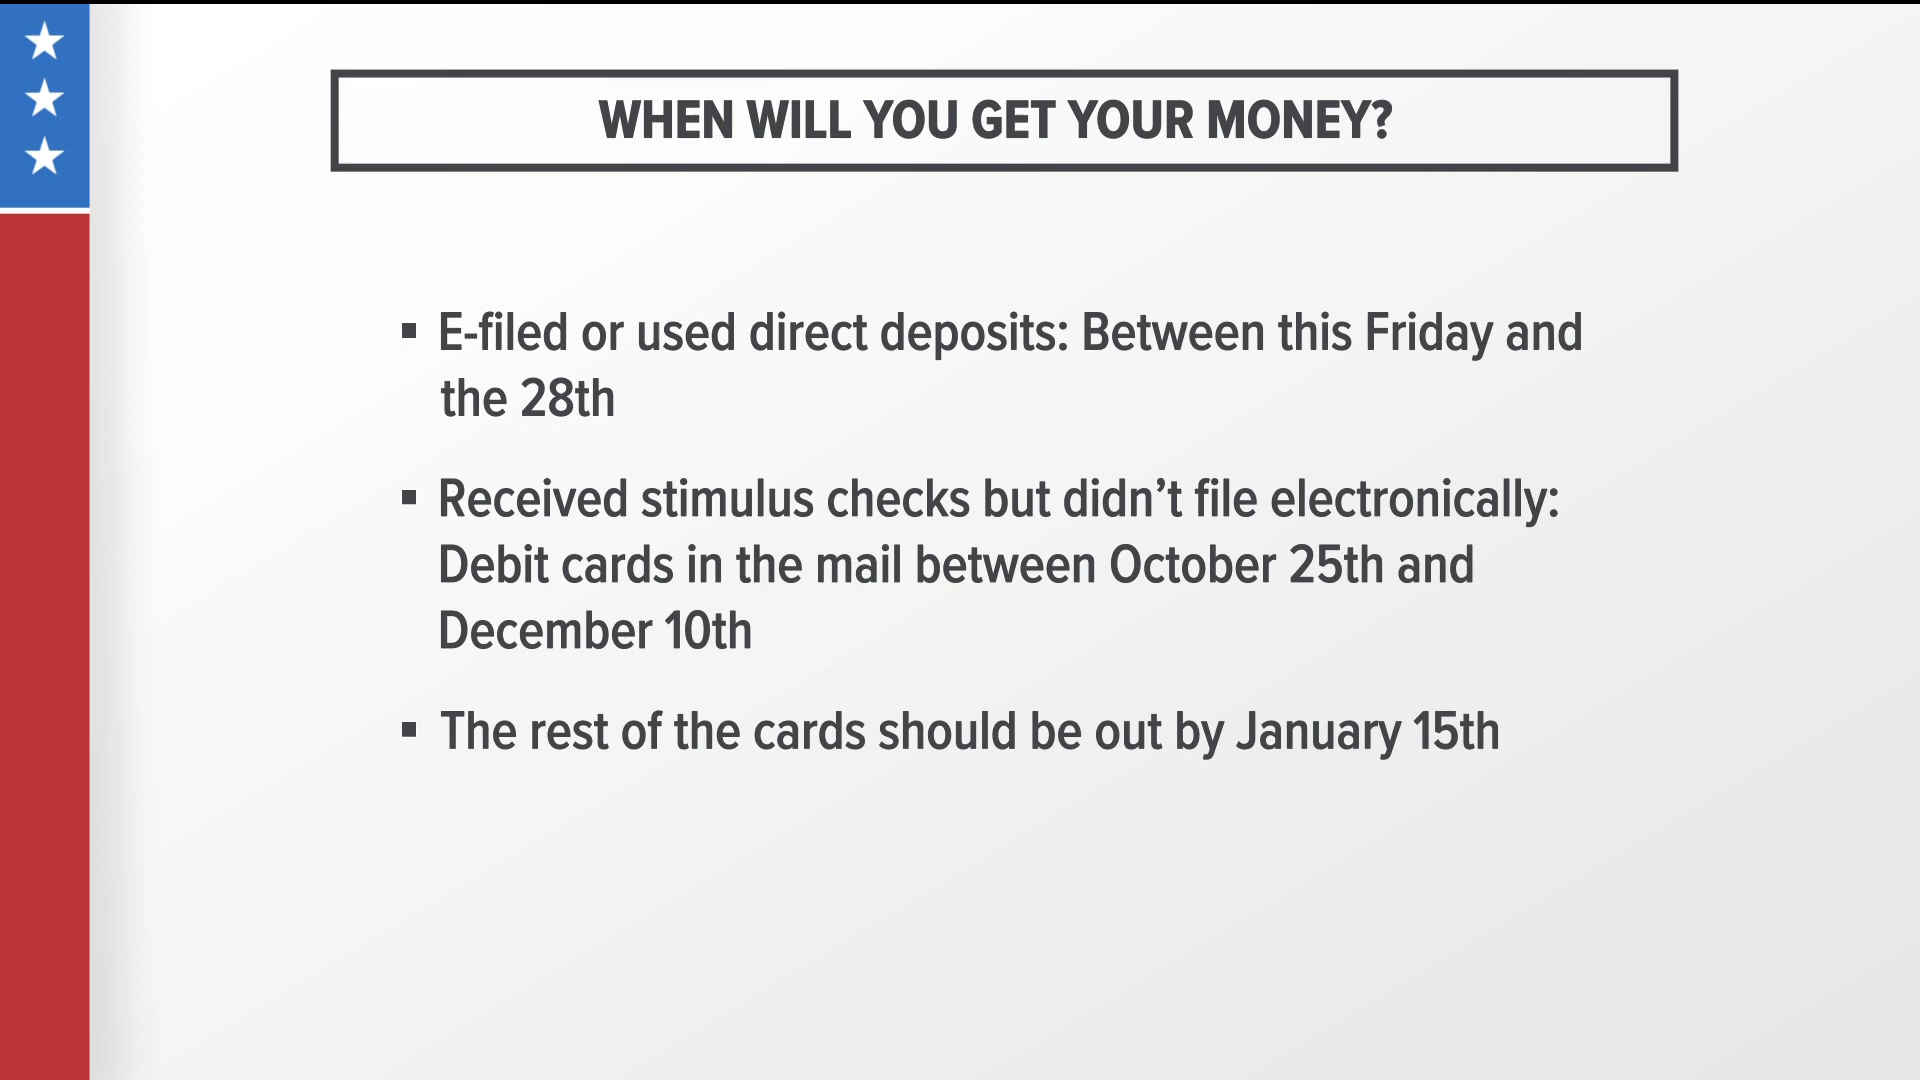 WHEN WILL YOU GET YOUR MONEY?
▪ E-filed or used direct deposits: Between this Friday and
the 28th
▪ Received stimulus checks but didn’t file electronically:
Debit cards in the mail between October 25th and
December 10th
▪ The rest of the cards should be out by January 15th